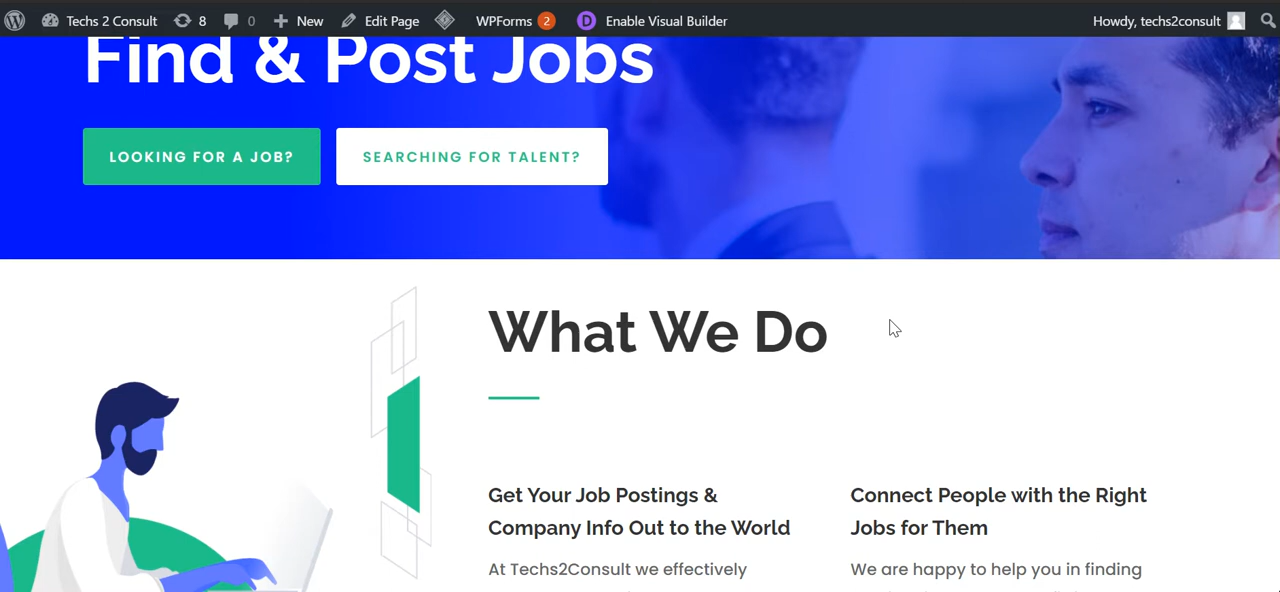 Techs 2 Consult 8 0 New Edit Page WPForms 2 D Enable Visual Builder Howdy, techs2consult
Find & Post Jobs
LOOKING FOR A JOB? SEARCHING FOR TALENT?
What We Do
Get Your Job Postings &
Company Info Out to the World
At Techs2Consult we effectively
Connect People with the Right
Jobs for Them
We are happy to help you in finding